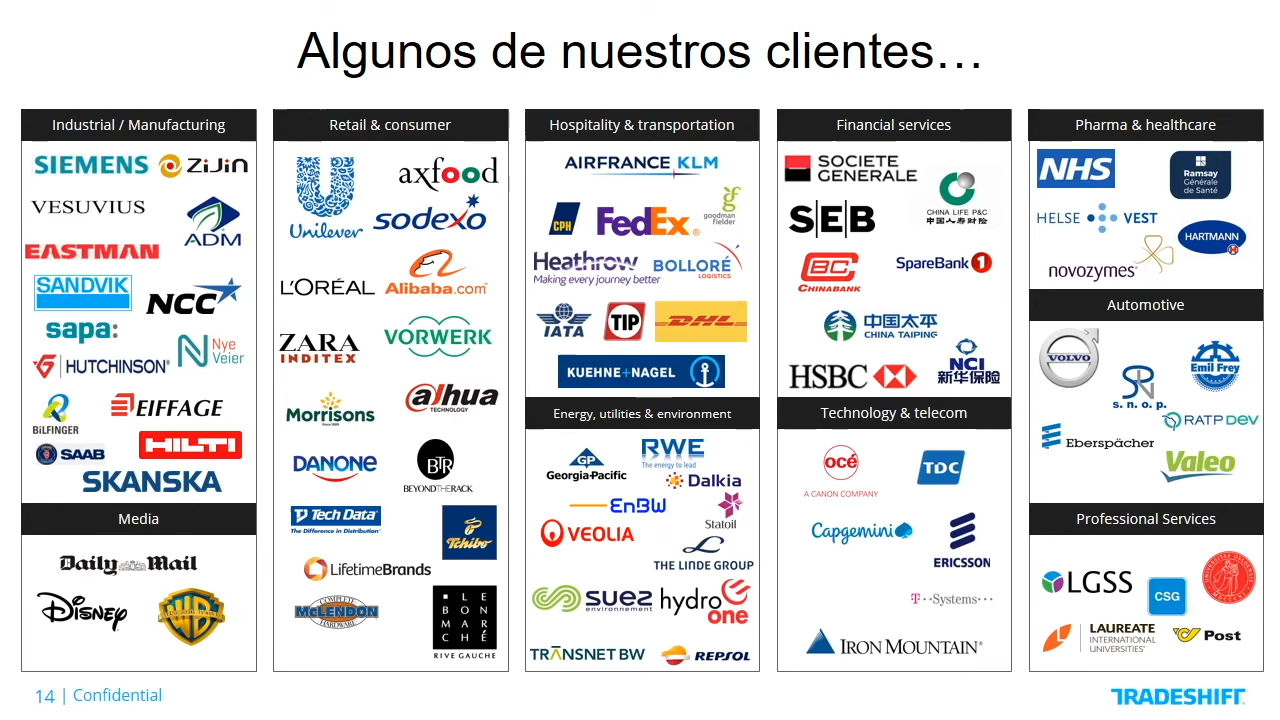 Algunos de nuestros clientes…
Industrial / Manufacturing
SIEMENS
ZiJin
VESUVIUS
ADM
EASTMAN
SANDVIK
NCC
sapa:
Nye
Veier
HUTCHINSON®
BiLFINGER
EIFFAGE
SAAB
HILTI
SKANSKA
Media
Daily Mail
Disney
WB
Retail & consumer
Unilever
axfood
sodexo
L'ORÉAL
Alibaba.com
ZARA
INDITEX
VORWERK
Morrisons
Since 1899
alhua
TECHNOLOGY
DANONE
BTR
BEYONDTHERACK
Tech Data
The Difference in Distribution
Tchibo
LifetimeBrands
COMPLETE
McLENDON
HARDWARE
LE
BON
MARCHÉ
RIVE GAUCHE
Hospitality & transportation
AIRFRANCE KLM
CPH
FedEx®
goodman
fielder
Heathrow
Making every journey better
BOLLORÉ
LOGISTICS
IATA
TIP
DHL
KUEHNE+NAGEL
Energy, utilities & environment
GP
Georgia-Pacific
RWE
The energy to lead
Dalkia
EnBW
Statoil
VEOLIA
THE LINDE GROUP
suez
environnement
hydro
one
TRANSNET BW
REPSOL
Financial services
SOCIETE
GENERALE
CHINA LIFE P&C
中国人寿财险
S|E|B
CBC
CHINABANK
SpareBank 1
中国太平
CHINA TAIPING
NCI
新华保险
HSBC
Technology & telecom
océ
A CANON COMPANY
TDC
Capgemini
ERICSSON
T··Systems···
IRON MOUNTAIN®
Pharma & healthcare
NHS
Ramsay
Générale
de Santé
HELSE VEST
HARTMANN
novozymes
Automotive
VOLVO
Emil Frey
s. n. o. p.
RATP DEV
Eberspächer
Valeo
Professional Services
LGSS
CSG
LAUREATE
INTERNATIONAL
UNIVERSITIES®
Post
14 | Confidential
TRADESHIFT